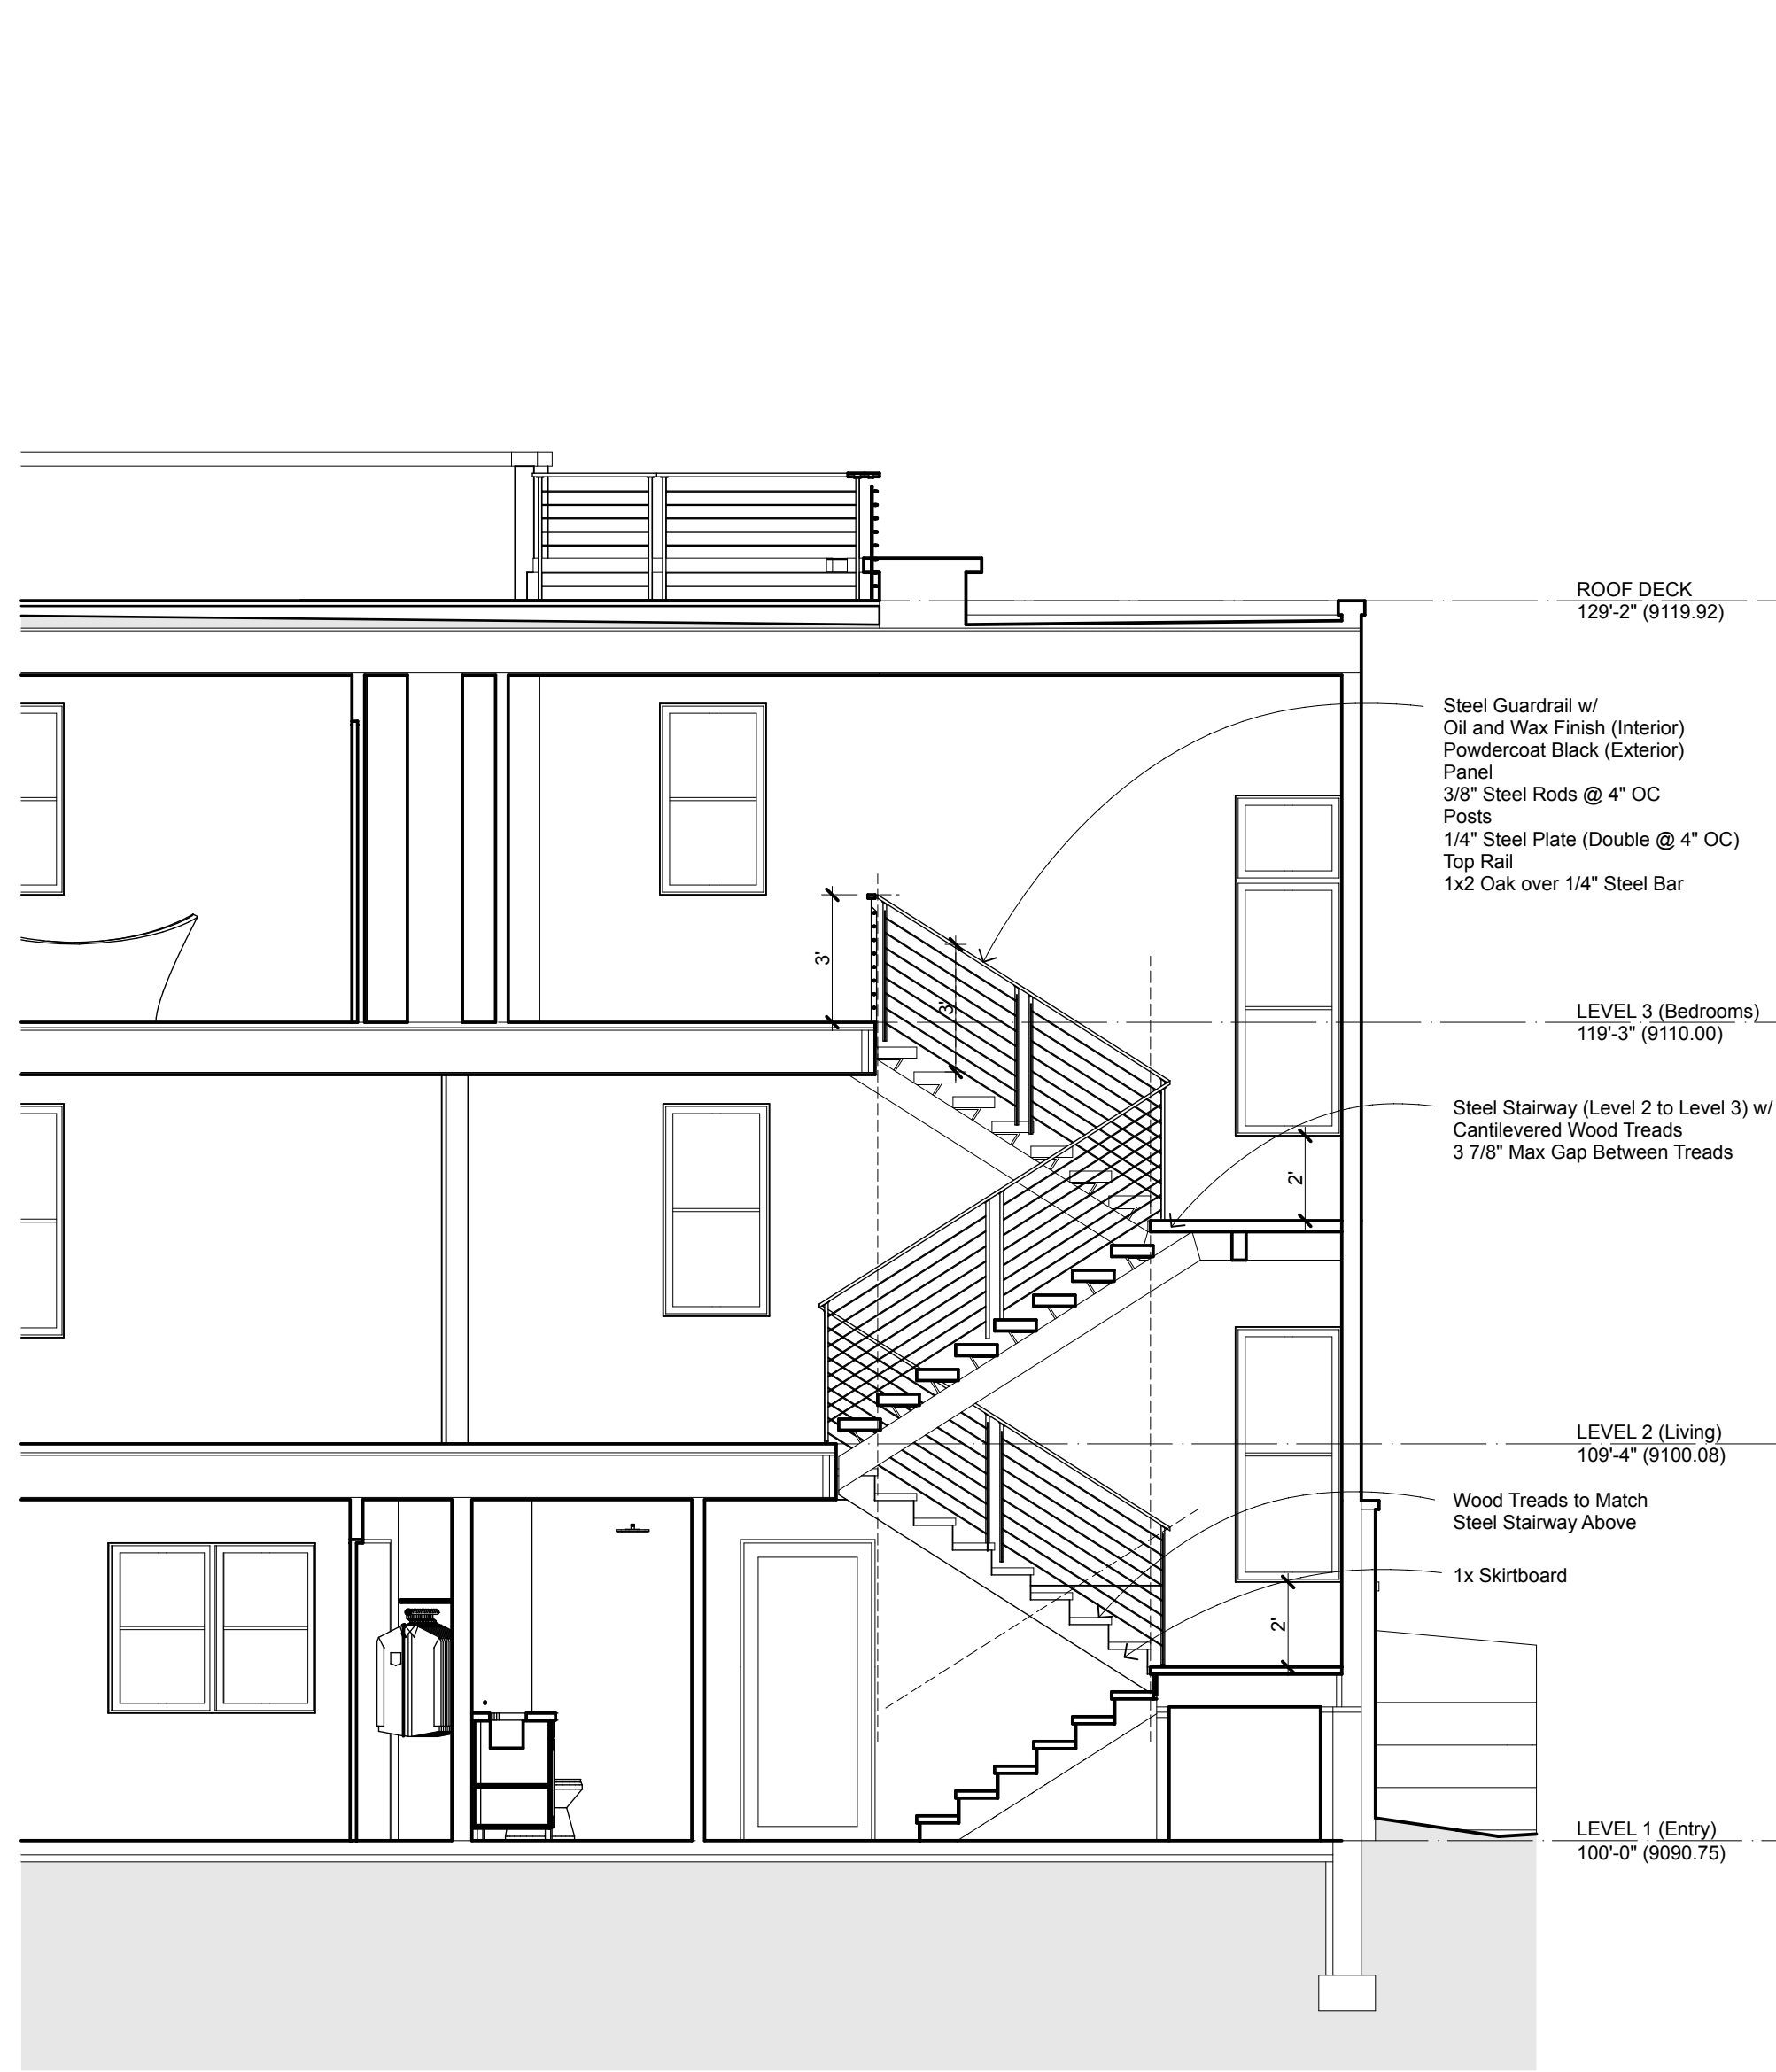 ROOF DECK
129'-2" (9119.92)
Steel Guardrail w/
Oil and Wax Finish (Interior)
Powdercoat Black (Exterior)
Panel
3/8" Steel Rods @ 4" OC
Posts
1/4" Steel Plate (Double @ 4" OC)
Top Rail
1x2 Oak over 1/4" Steel Bar
3'
3'
LEVEL 3 (Bedrooms)
119'-3" (9110.00)
Steel Stairway (Level 2 to Level 3) w/
Cantilevered Wood Treads
3 7/8" Max Gap Between Treads
2'
LEVEL 2 (Living)
109'-4" (9100.08)
Wood Treads to Match
Steel Stairway Above
1x Skirtboard
2'
LEVEL 1 (Entry)
100'-0" (9090.75)